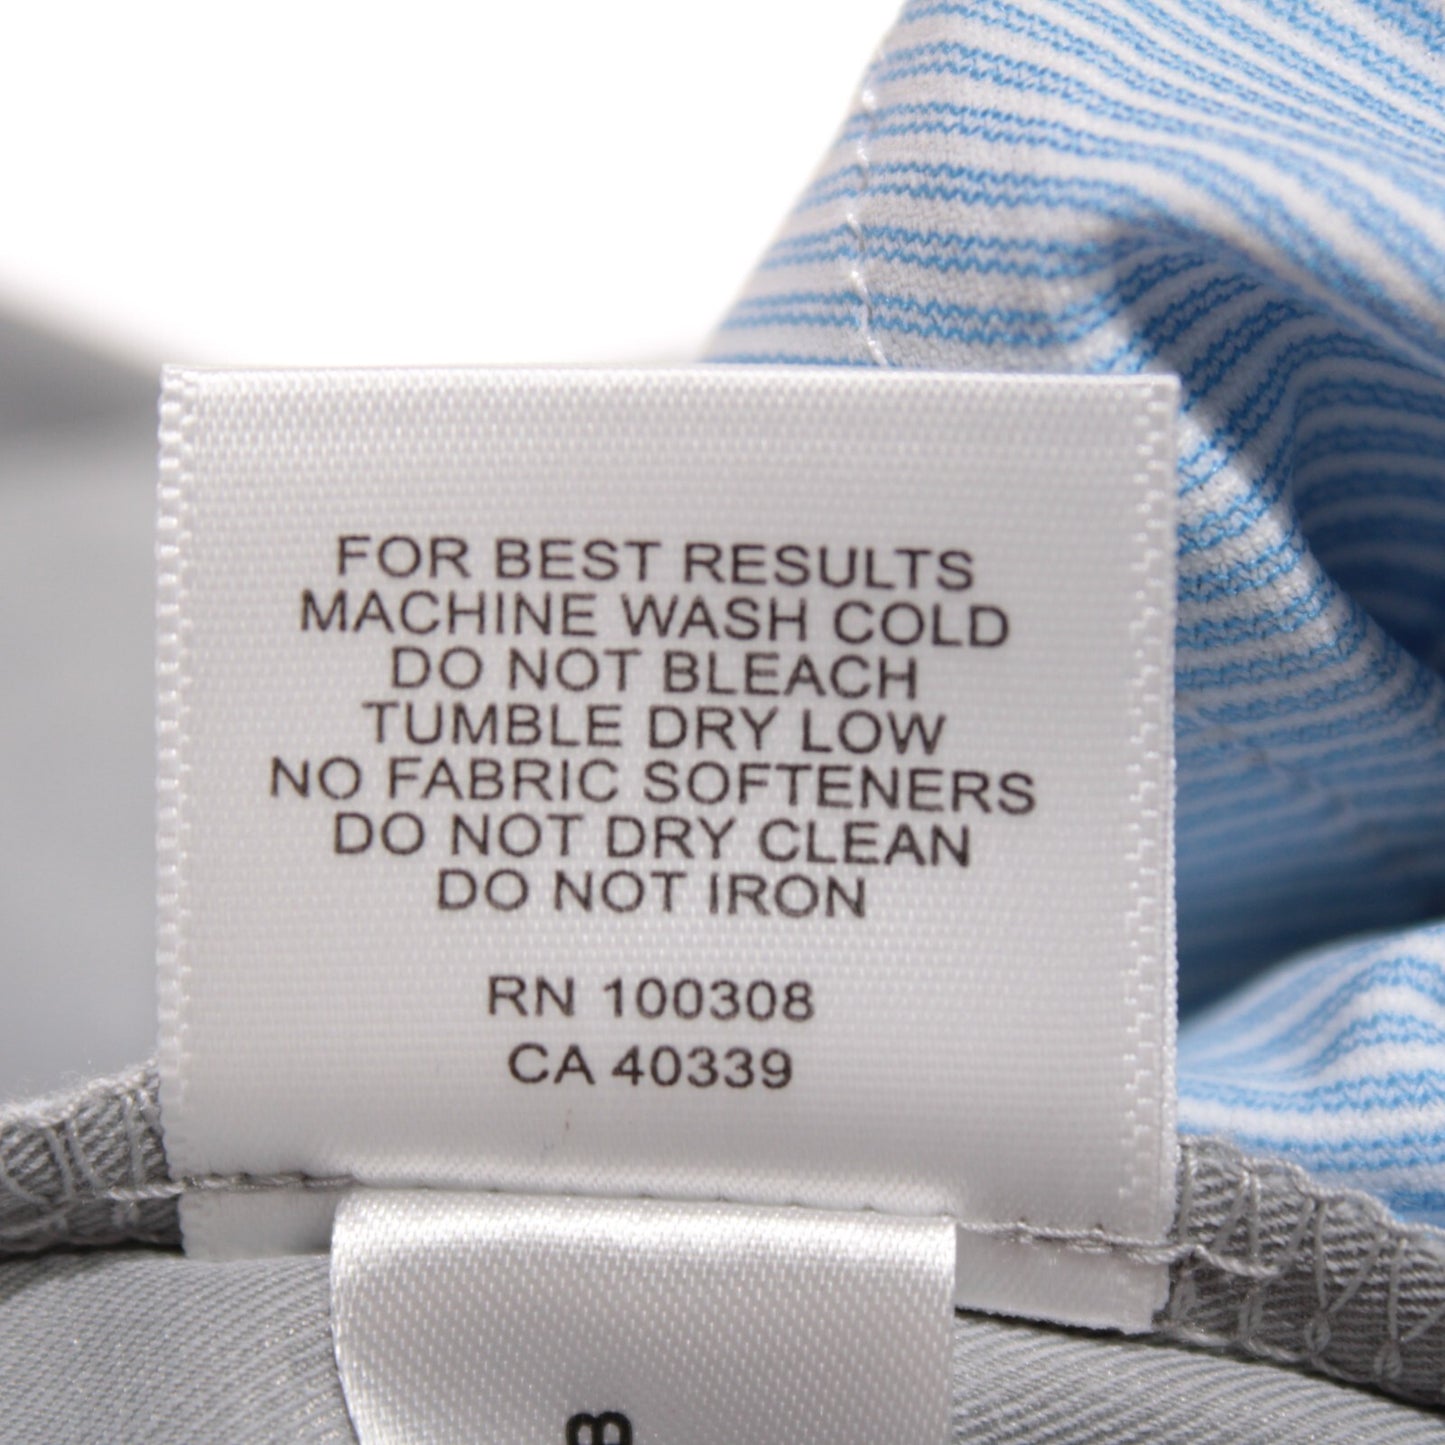 FOR BEST RESULTS
MACHINE WASH COLD
DO NOT BLEACH
TUMBLE DRY LOW
NO FABRIC SOFTENERS
DO NOT DRY CLEAN
DO NOT IRON
RN 100308
CA 40339